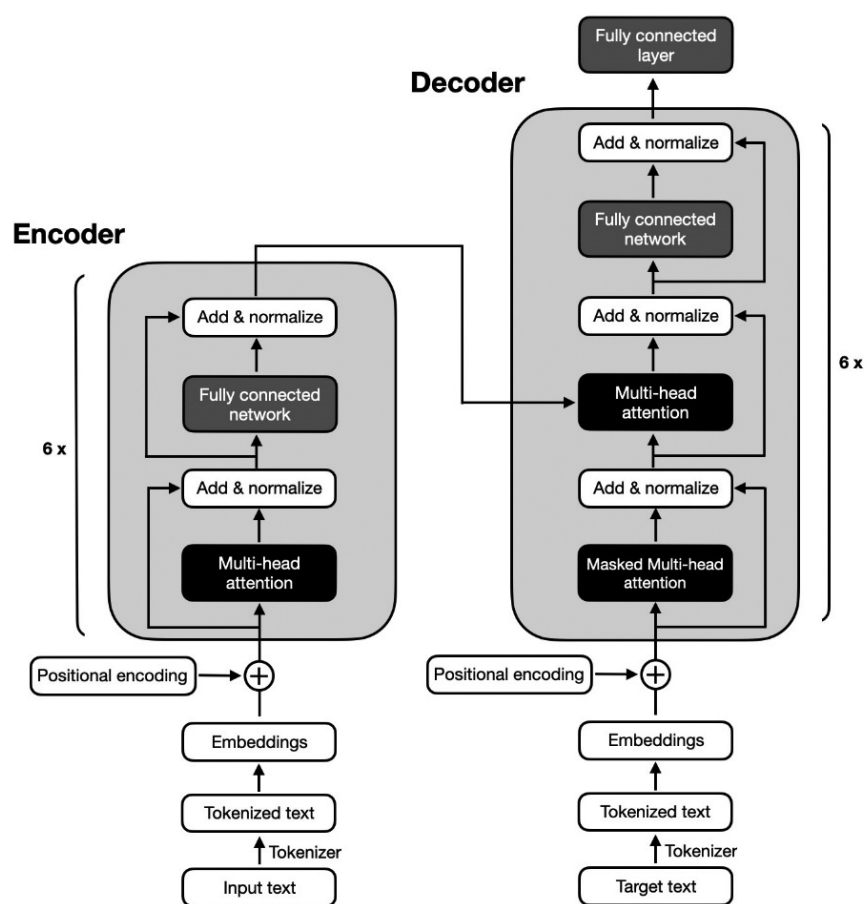 Fully connected
layer
Decoder
Add & normalize
Fully connected
network
Add & normalize
Multi-head
attention
Add & normalize
Masked Multi-head
attention
6 x
Positional encoding
Embeddings
Tokenized text
Tokenizer
Target text
Encoder
Add & normalize
Fully connected
network
6 x
Add & normalize
Multi-head
attention
Positional encoding
Embeddings
Tokenized text
Tokenizer
Input text